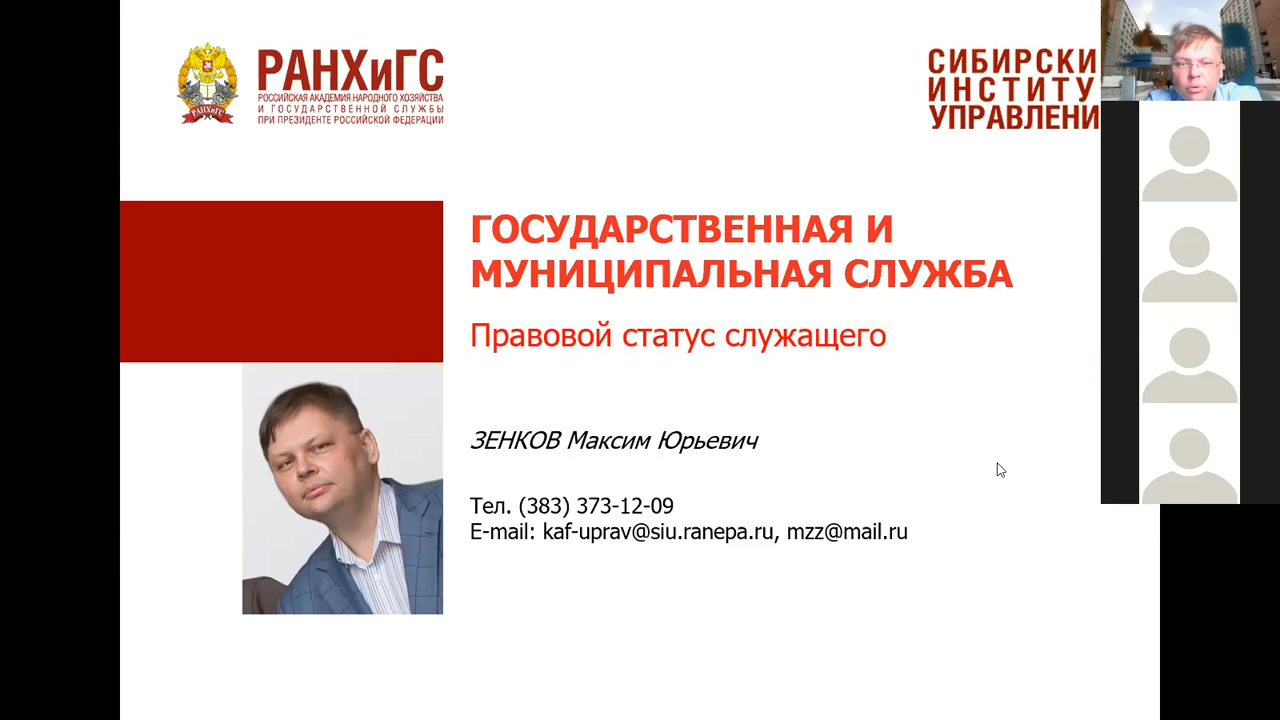 РАНХиГС
РОССИЙСКАЯ АКАДЕМИЯ НАРОДНОГО ХОЗЯЙСТВА
И ГОСУДАРСТВЕННОЙ СЛУЖБЫ
ПРИ ПРЕЗИДЕНТЕ РОССИЙСКОЙ ФЕДЕРАЦИИ
РАНХиГС
СИБИРСКИ
ИНСТИТУ
УПРАВЛЕНИ
ГОСУДАРСТВЕННАЯ И
МУНИЦИПАЛЬНАЯ СЛУЖБА
Правовой статус служащего
ЗЕНКОВ Максим Юрьевич
Тел. (383) 373-12-09
E-mail: kaf-uprav@siu.ranepa.ru, mzz@mail.ru